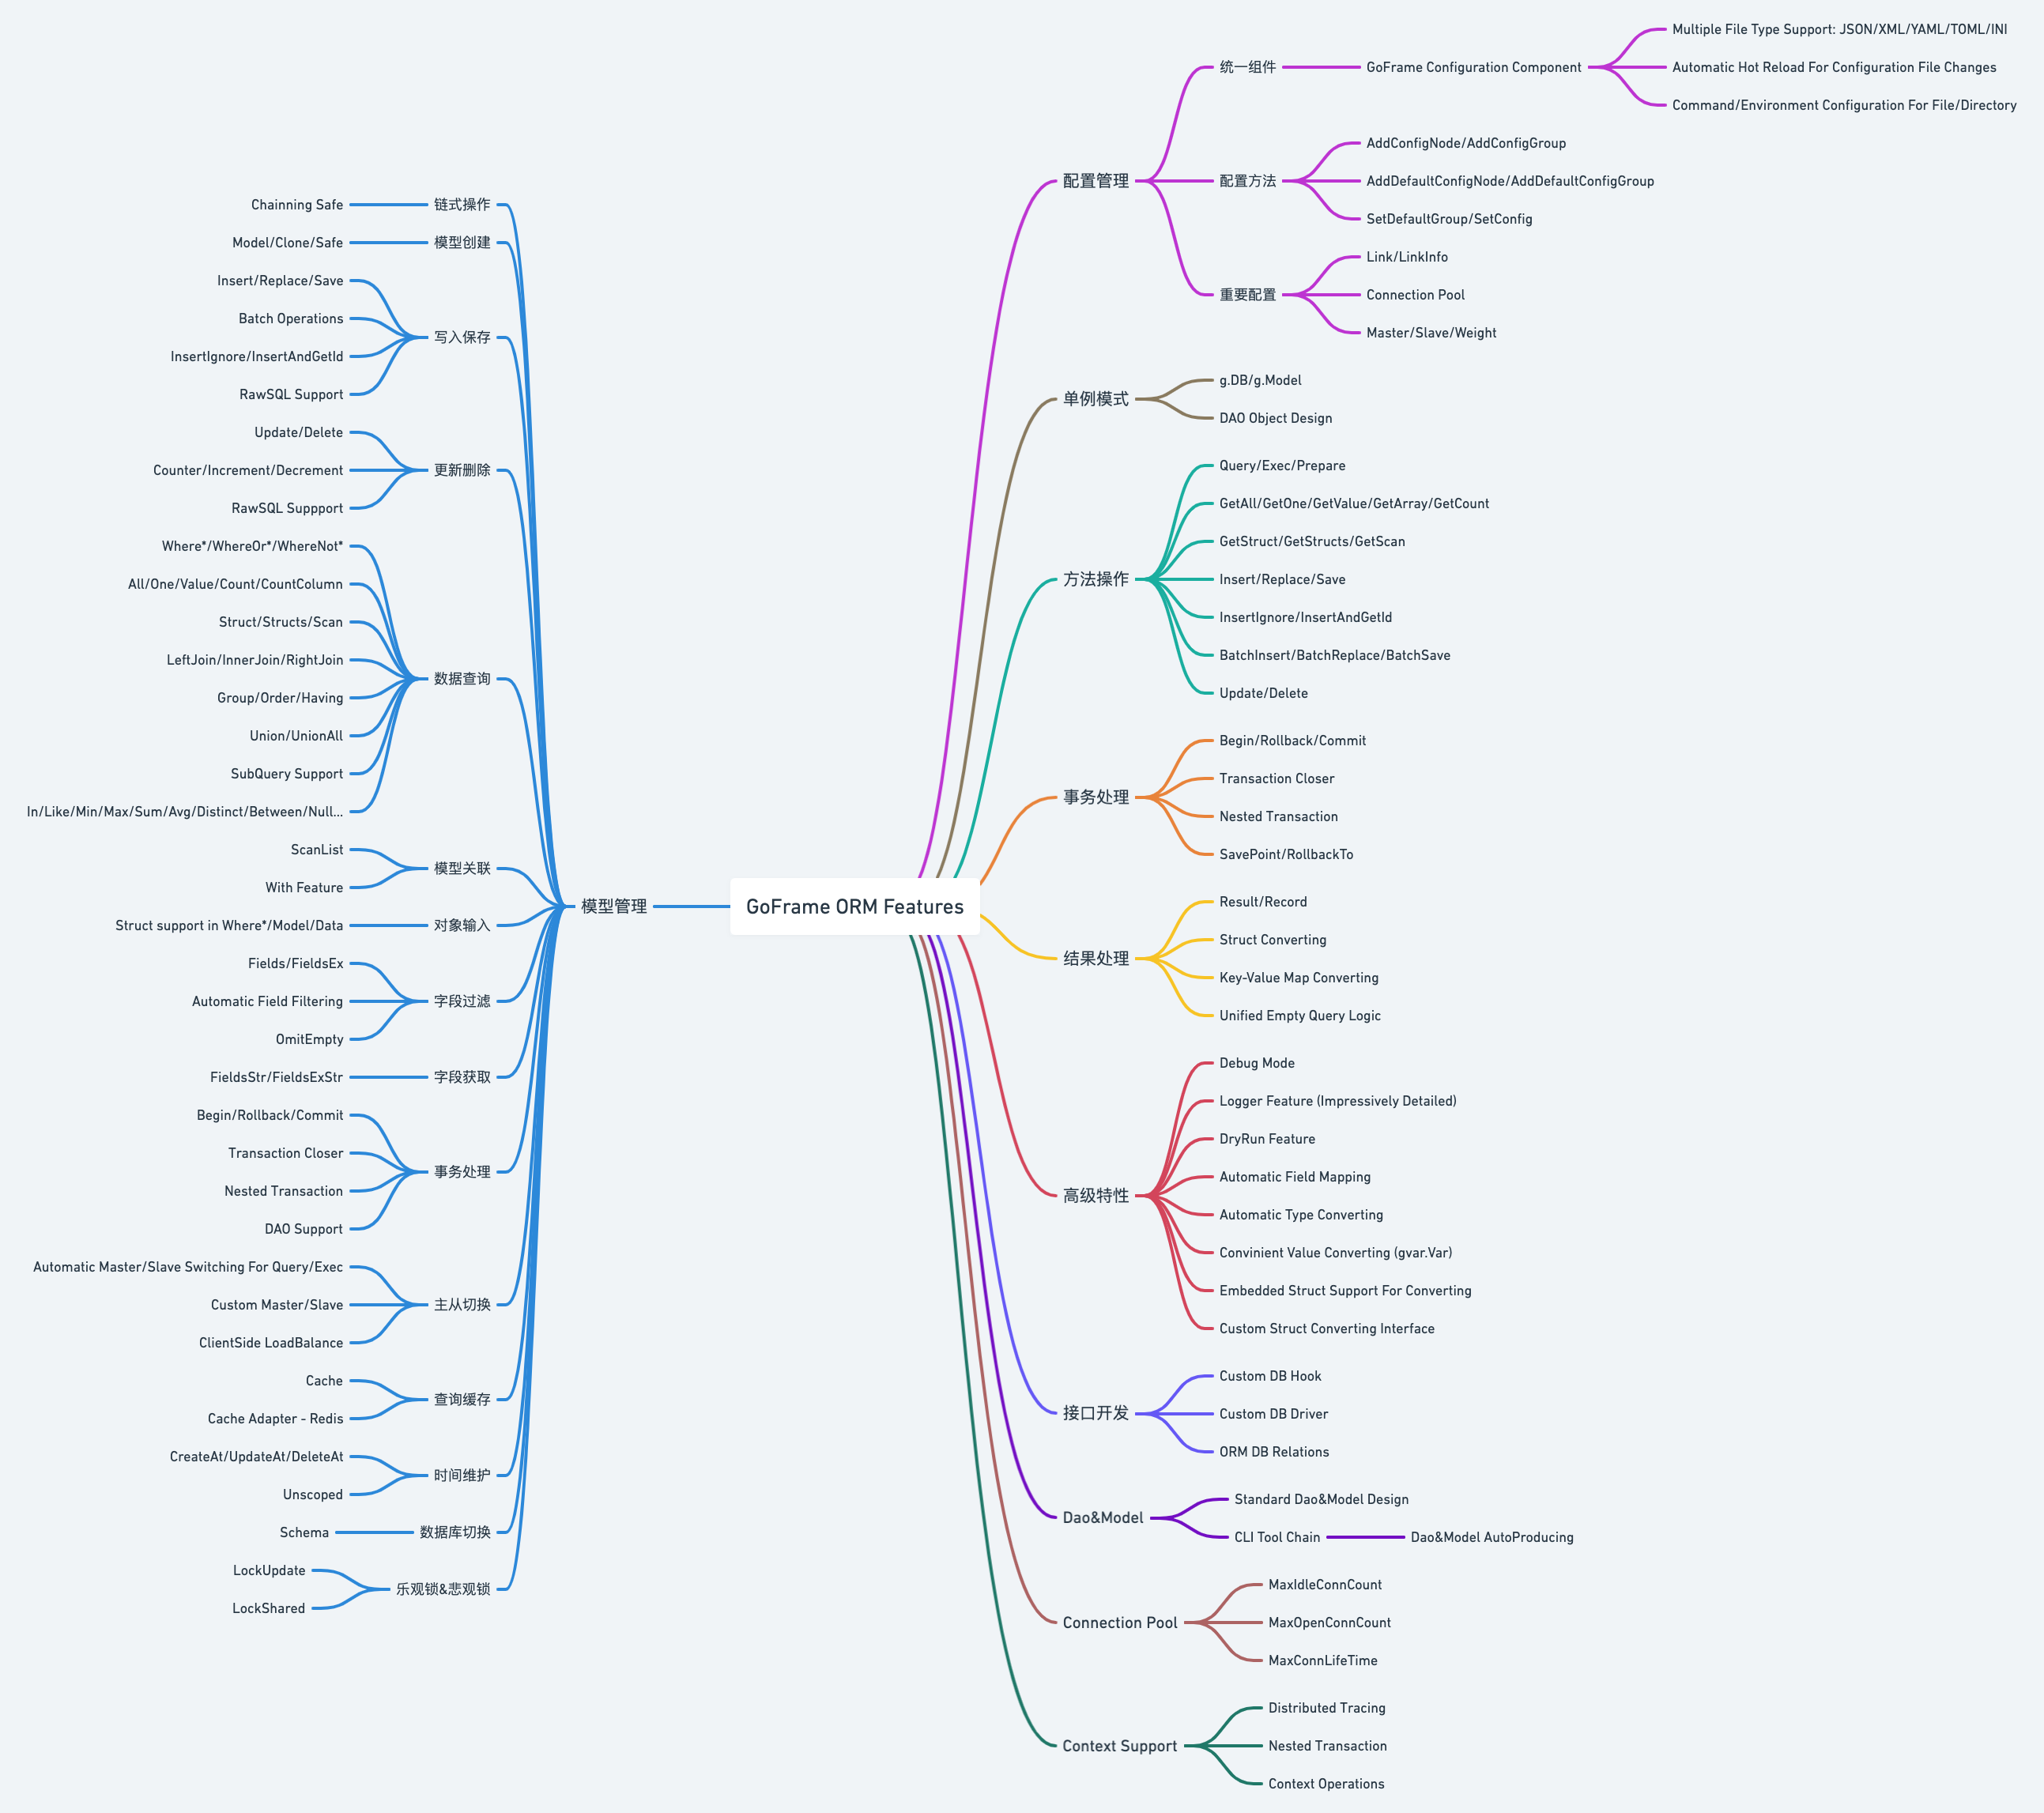 GoFrame ORM Features
模型管理
链式操作
Chainning Safe
模型创建
Model/Clone/Safe
写入保存
Insert/Replace/Save
Batch Operations
InsertIgnore/InsertAndGetId
RawSQL Support
更新删除
Update/Delete
Counter/Increment/Decrement
RawSQL Suppport
数据查询
Where*/WhereOr*/WhereNot*
All/One/Value/Count/CountColumn
Struct/Structs/Scan
LeftJoin/InnerJoin/RightJoin
Group/Order/Having
Union/UnionAll
SubQuery Support
In/Like/Min/Max/Sum/Avg/Distinct/Between/Null...
模型关联
ScanList
With Feature
对象输入
Struct support in Where*/Model/Data
字段过滤
Fields/FieldsEx
Automatic Field Filtering
OmitEmpty
字段获取
FieldsStr/FieldsExStr
事务处理
Begin/Rollback/Commit
Transaction Closer
Nested Transaction
DAO Support
主从切换
Automatic Master/Slave Switching For Query/Exec
Custom Master/Slave
ClientSide LoadBalance
查询缓存
Cache
Cache Adapter - Redis
时间维护
CreateAt/UpdateAt/DeleteAt
Unscoped
数据库切换
Schema
乐观锁&悲观锁
LockUpdate
LockShared
配置管理
统一组件
GoFrame Configuration Component
Multiple File Type Support: JSON/XML/YAML/TOML/INI
Automatic Hot Reload For Configuration File Changes
Command/Environment Configuration For File/Directory
配置方法
AddConfigNode/AddConfigGroup
AddDefaultConfigNode/AddDefaultConfigGroup
SetDefaultGroup/SetConfig
重要配置
Link/LinkInfo
Connection Pool
Master/Slave/Weight
单例模式
g.DB/g.Model
DAO Object Design
方法操作
Query/Exec/Prepare
GetAll/GetOne/GetValue/GetArray/GetCount
GetStruct/GetStructs/GetScan
Insert/Replace/Save
InsertIgnore/InsertAndGetId
BatchInsert/BatchReplace/BatchSave
Update/Delete
事务处理
Begin/Rollback/Commit
Transaction Closer
Nested Transaction
SavePoint/RollbackTo
结果处理
Result/Record
Struct Converting
Key-Value Map Converting
Unified Empty Query Logic
高级特性
Debug Mode
Logger Feature (Impressively Detailed)
DryRun Feature
Automatic Field Mapping
Automatic Type Converting
Convinient Value Converting (gvar.Var)
Embedded Struct Support For Converting
Custom Struct Converting Interface
接口开发
Custom DB Hook
Custom DB Driver
ORM DB Relations
Dao&Model
Standard Dao&Model Design
CLI Tool Chain
Dao&Model AutoProducing
Connection Pool
MaxIdleConnCount
MaxOpenConnCount
MaxConnLifeTime
Context Support
Distributed Tracing
Nested Transaction
Context Operations